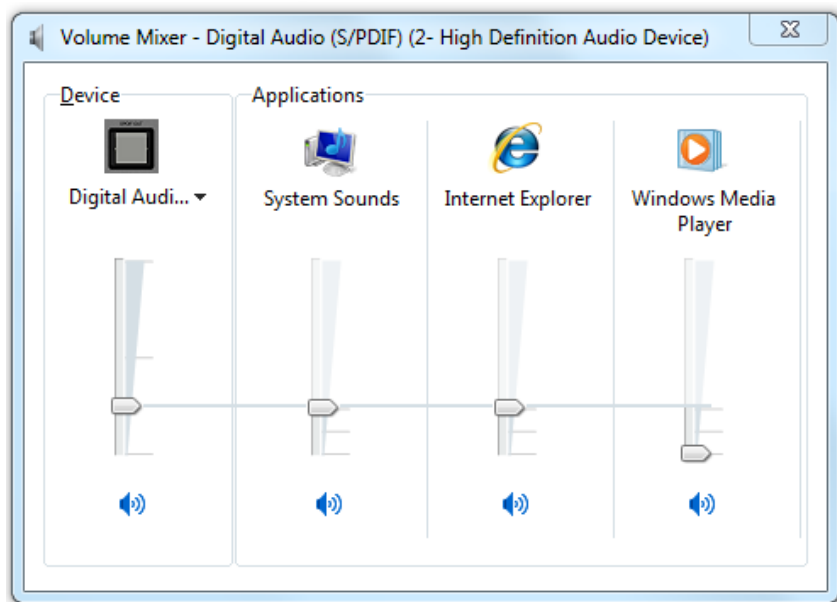 Volume Mixer - Digital Audio (S/PDIF) (2- High Definition Audio Device)
Device
Applications
Digital Audi...
System Sounds
Internet Explorer
Windows Media
Player